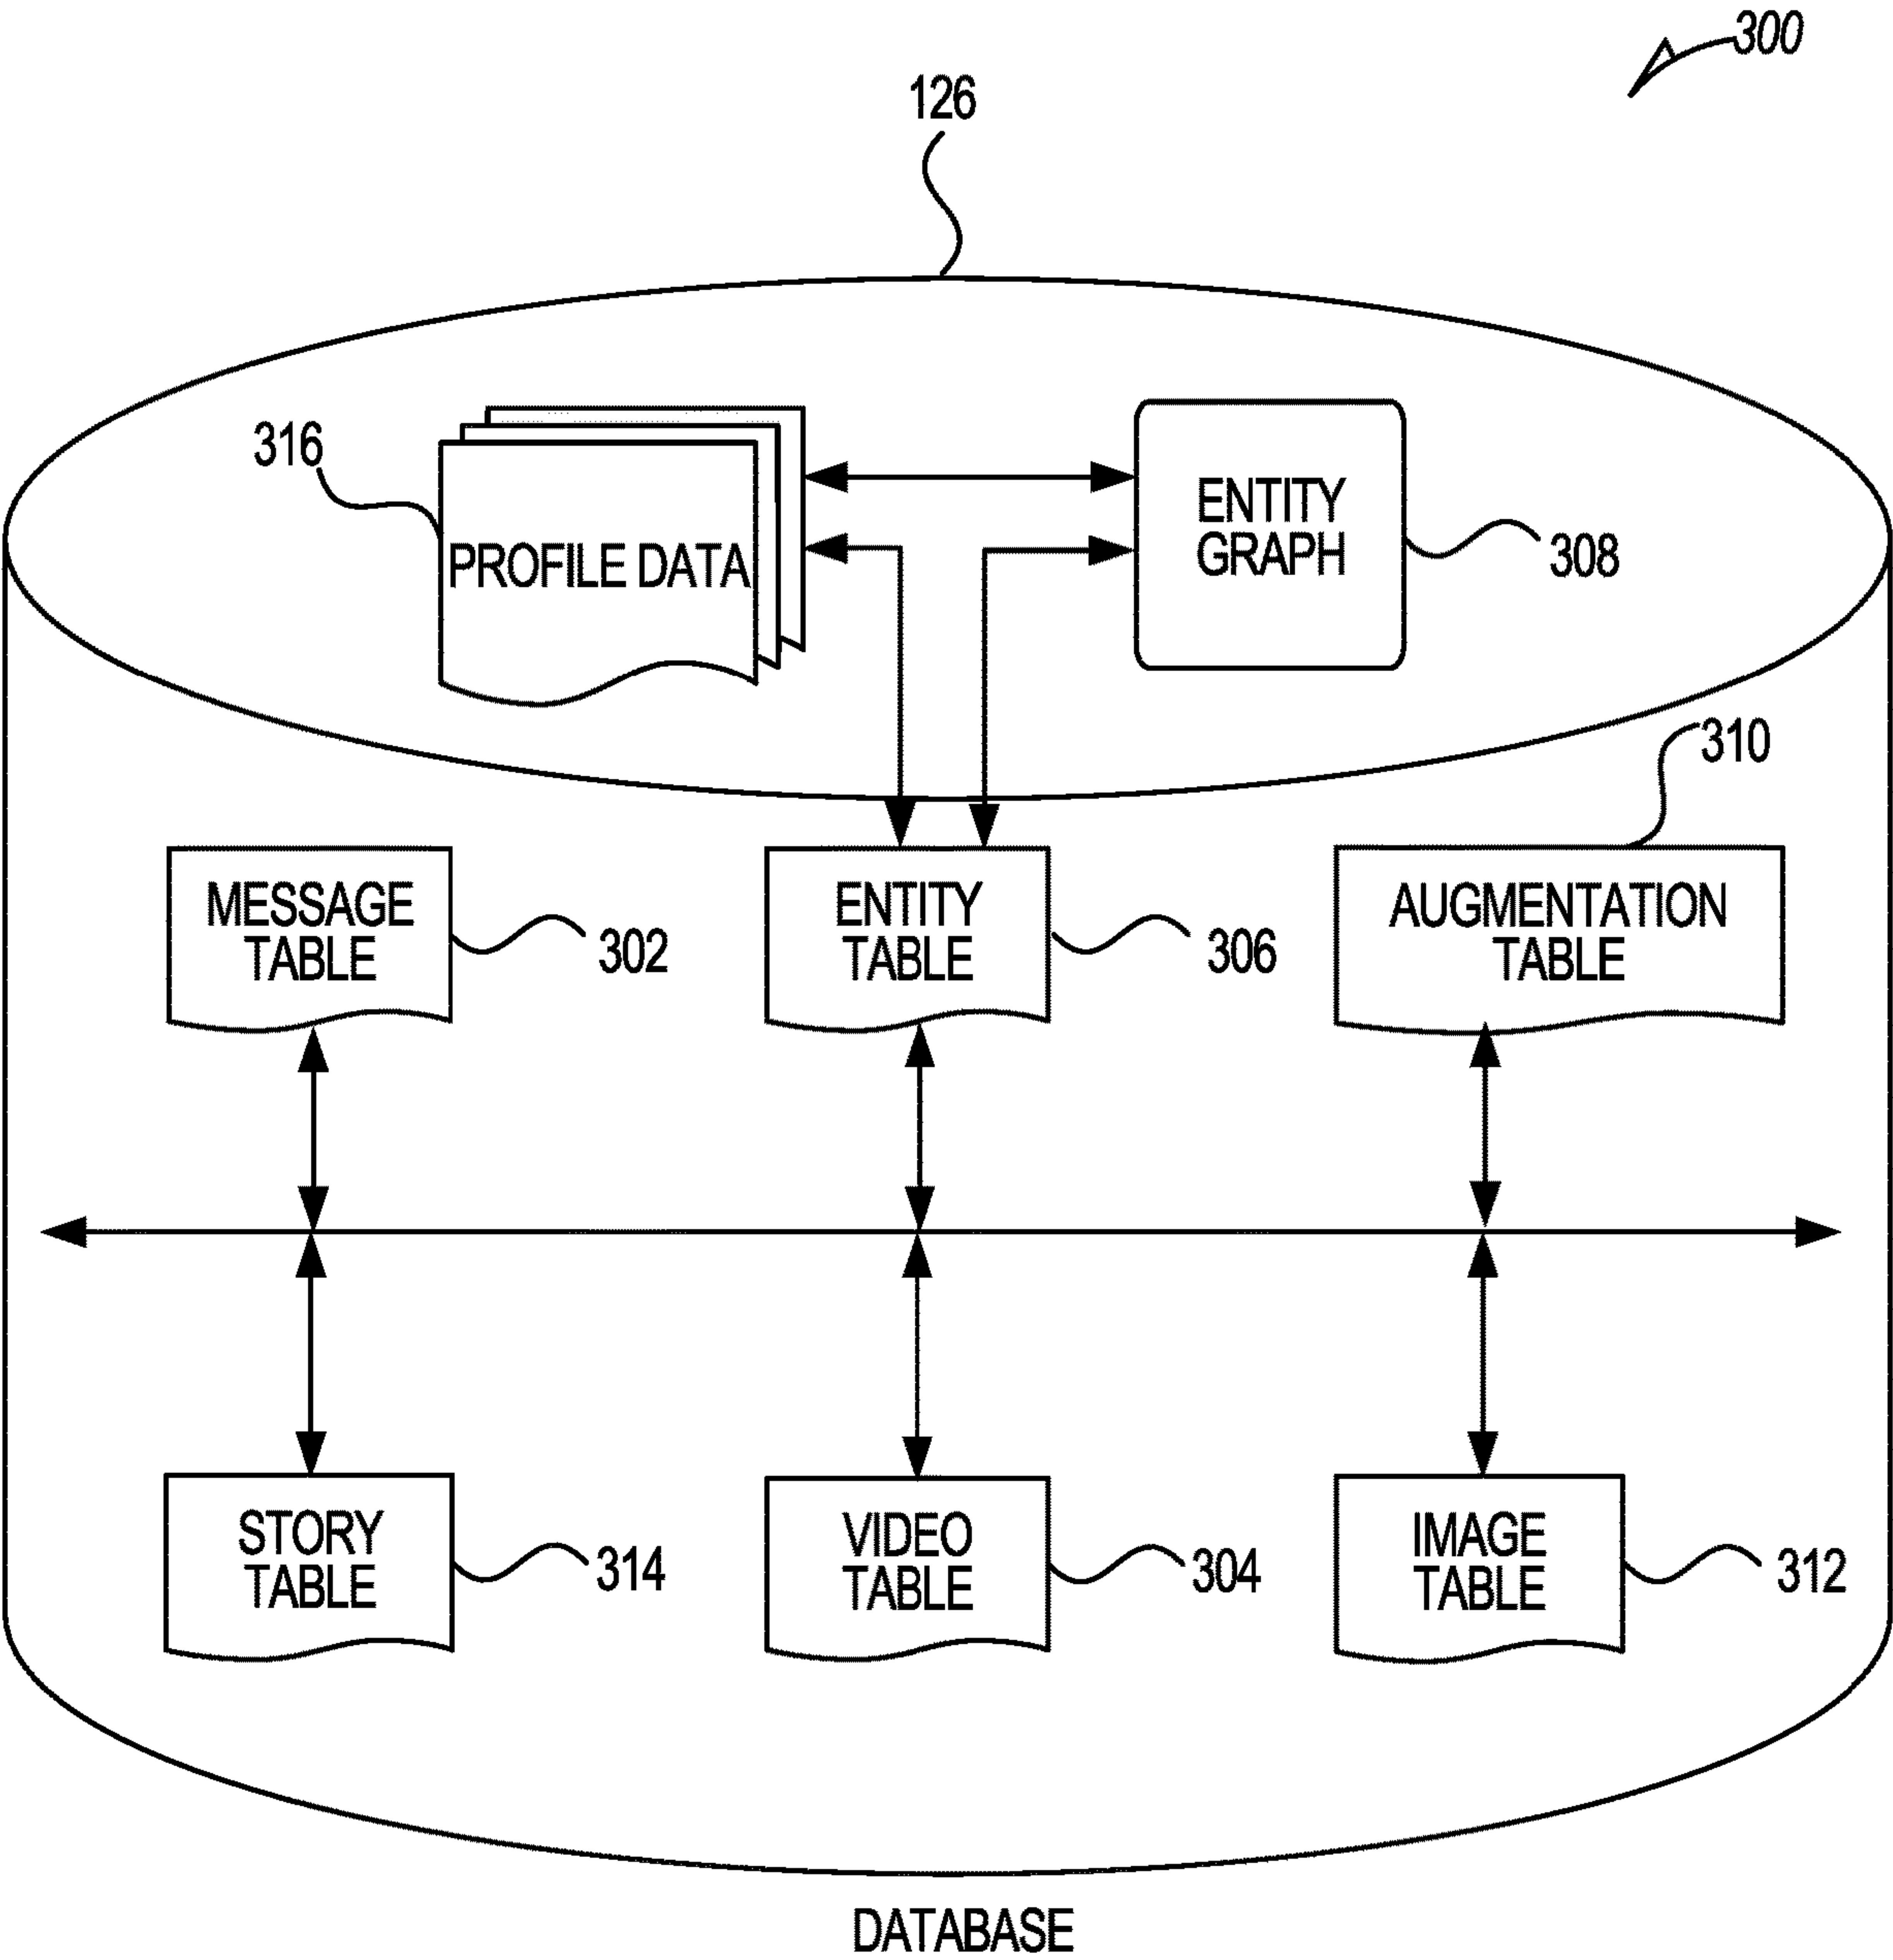 300
126
316
PROFILE DATA
ENTITY
GRAPH
308
310
MESSAGE
TABLE
302
ENTITY
TABLE
306
AUGMENTATION
TABLE
STORY
TABLE
314
VIDEO
TABLE
304
IMAGE
TABLE
312
DATABASE